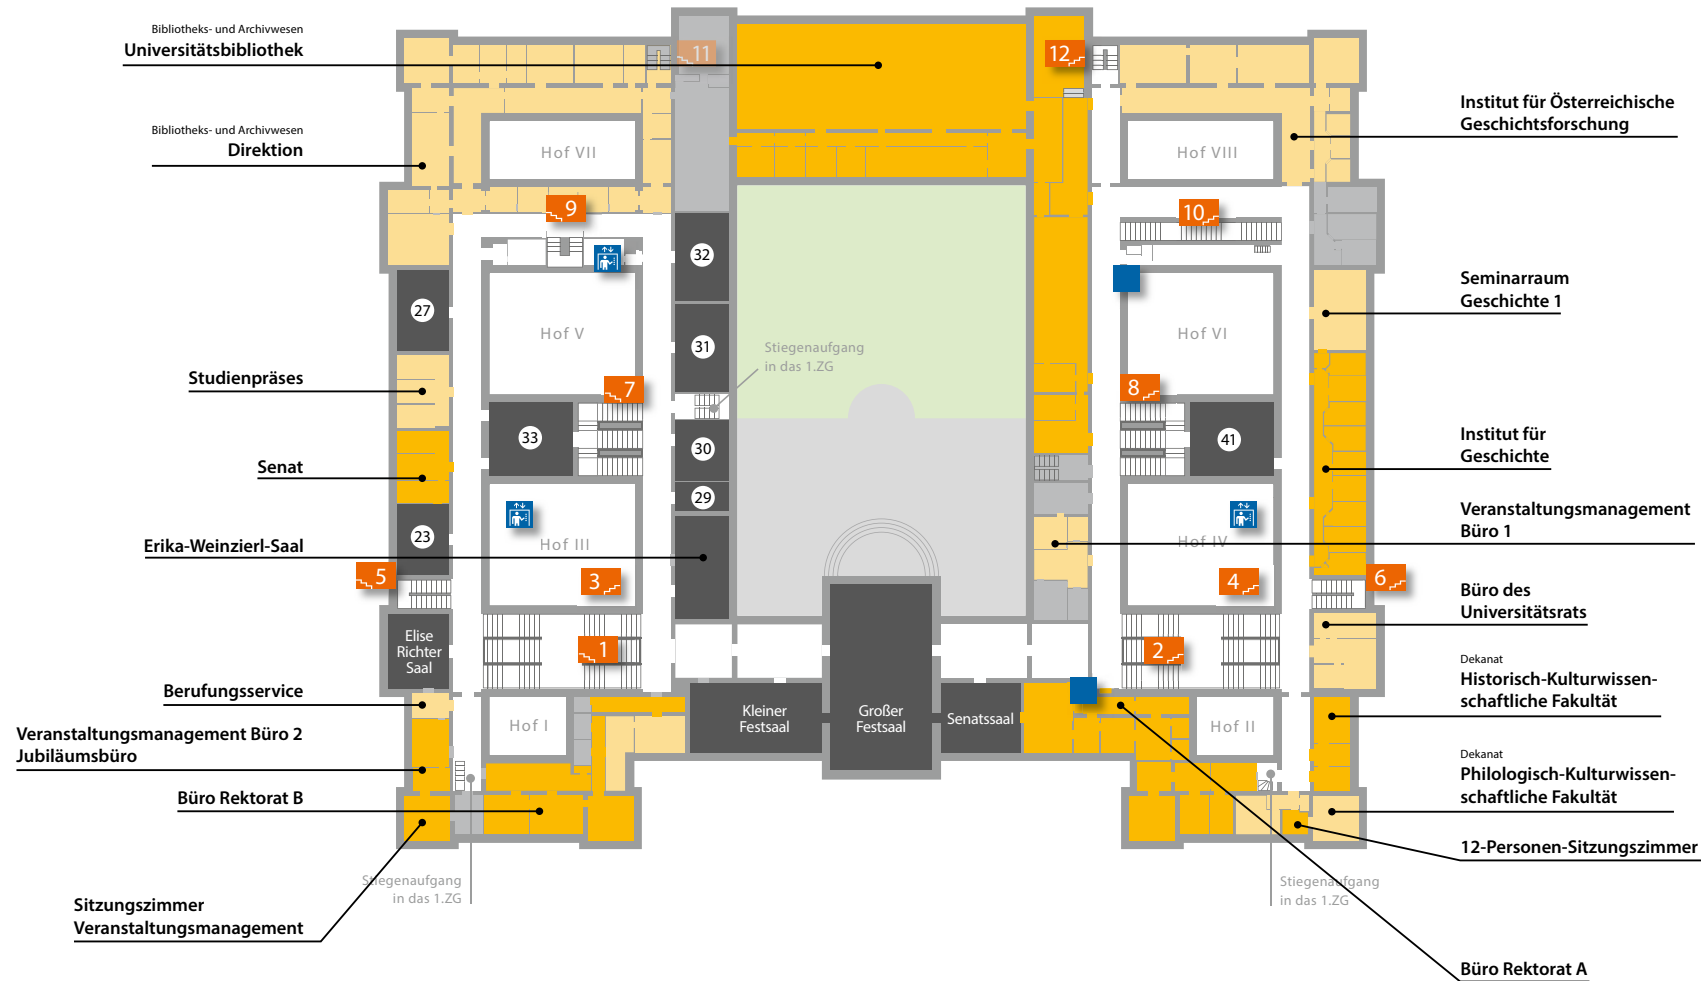 Bibliotheks- und Archivwesen
Universitätsbibliothek
Bibliotheks- und Archivwesen
Direktion
Studienpräses
Senat
Erika-Weinzierl-Saal
Berufungsservice
Veranstaltungsmanagement Büro 2
Jubiläumsbüro
Büro Rektorat B
Sitzungszimmer
Veranstaltungsmanagement
11
12
Hof VII
Hof VIII
9
10
32
27
Hof V
31
Stiegenaufgang
in das 1.ZG
Hof VI
7
8
33
30
41
29
23
Hof III
Hof IV
5
3
4
6
Elise
Richter
Saal
1
2
Hof I
Kleiner
Festsaal
Großer
Festsaal
Senatssaal
Hof II
Stiegenaufgang
in das 1.ZG
Stiegenaufgang
in das 1.ZG
Institut für Österreichische
Geschichtsforschung
Seminarraum
Geschichte 1
Institut für
Geschichte
Veranstaltungsmanagement
Büro 1
Büro des
Universitätsrats
Dekanat
Historisch-Kulturwissen-
schaftliche Fakultät
Dekanat
Philologisch-Kulturwissen-
schaftliche Fakultät
12-Personen-Sitzungszimmer
Büro Rektorat A